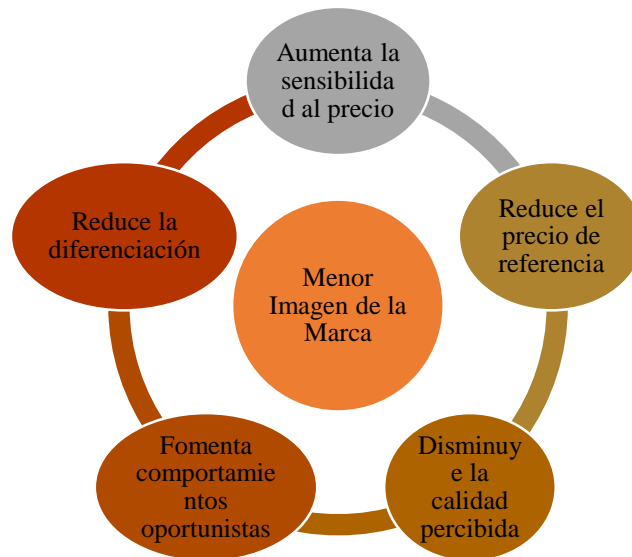 Aumenta la
sensibilida
d al precio
Reduce el
precio de
referencia
Disminuy
e la
calidad
percibida
Fomenta
comportamie
ntos
oportunistas
Reduce la
diferenciación
Menor
Imagen de la
Marca